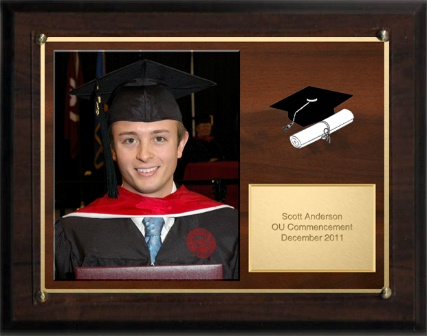 Scott Anderson
OU Commencement
December 2011